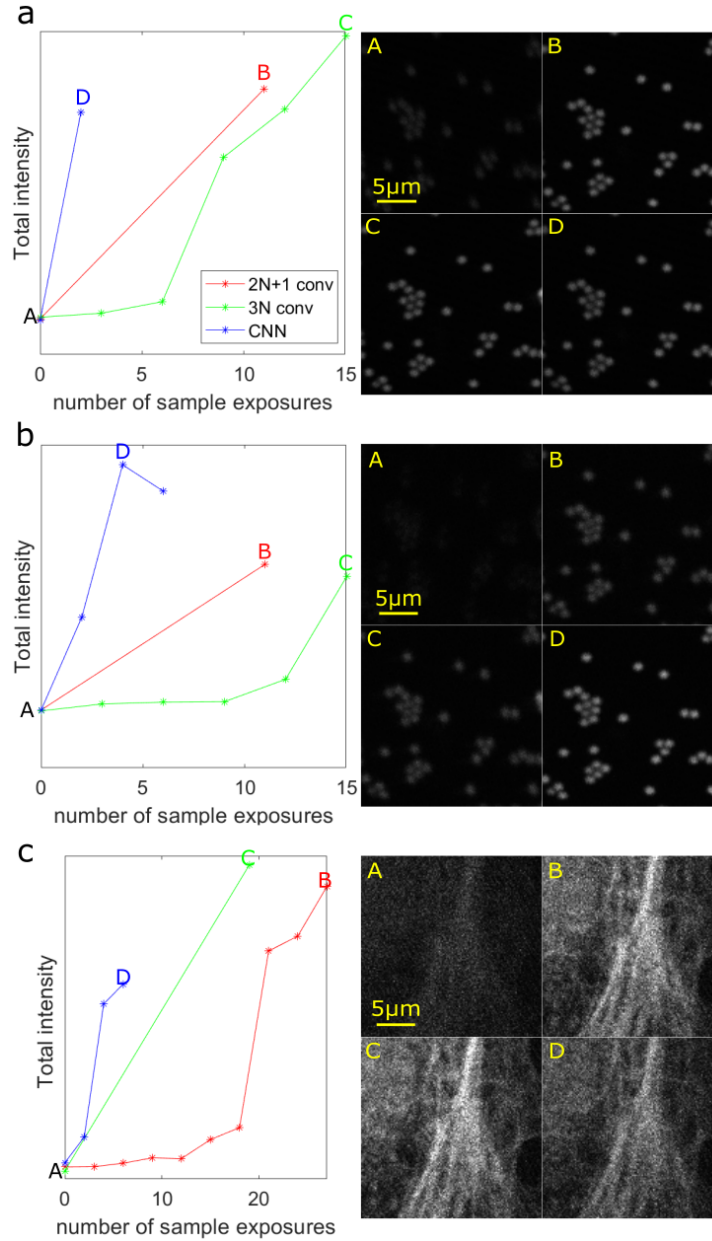 a
Total intensity
A
D
B
C
2N+1 conv
3N conv
CNN
0
5
10
15
number of sample exposures
A
B
5μm
C
D
b
Total intensity
A
D
B
C
0
5
10
15
number of sample exposures
A
B
5μm
C
D
c
Total intensity
A
D
C
B
0
10
20
number of sample exposures
A
B
5μm
C
D